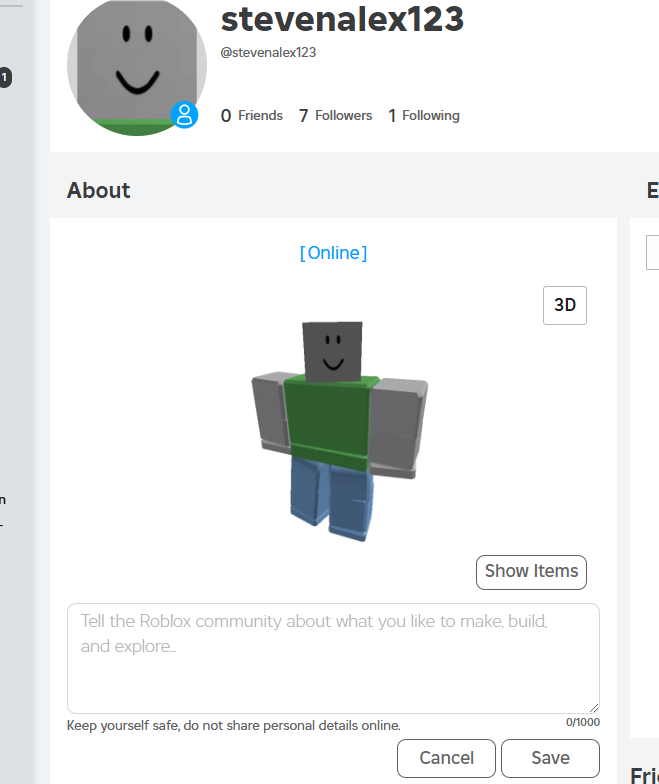 stevenalex123
@stevenalex123
1
0 Friends 7 Followers 1 Following
About
E
[ Online ]
3D
n
Show Items
Tell the Roblox community about what you like to make, build,
and explore...
Keep yourself safe, do not share personal details online.
0/1000
Cancel Save
Frie